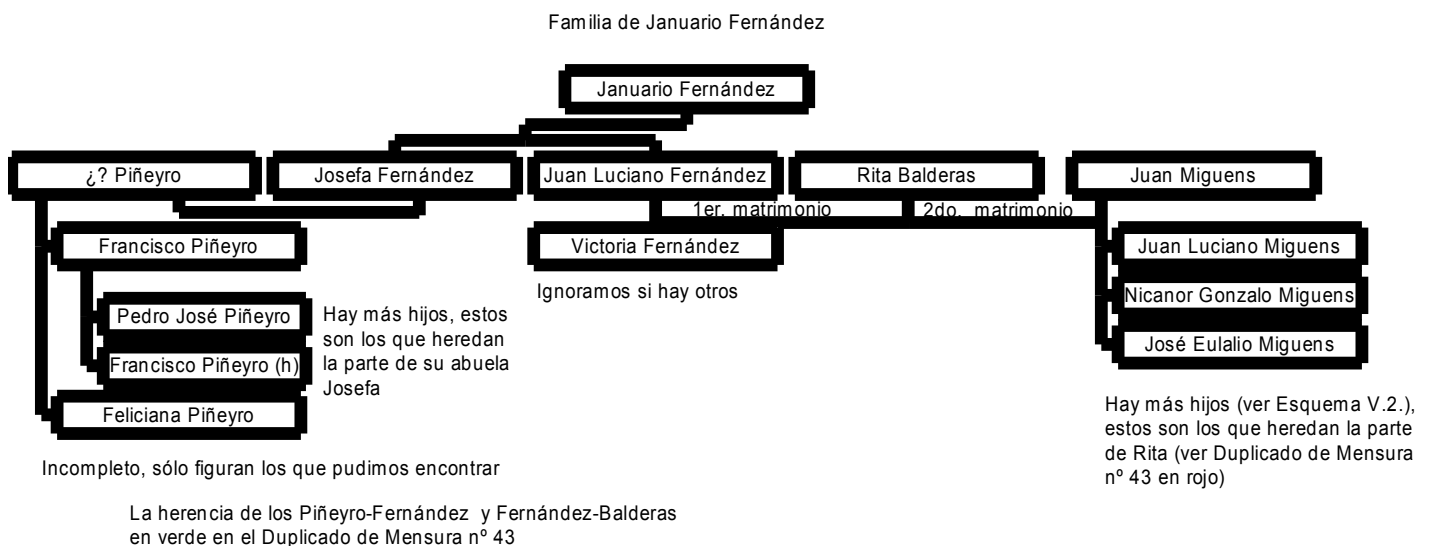 Familia de Januario Fernández
Januario Fernández
¿? Piñeyro
Josefa Fernández
Juan Luciano Fernández
Rita Balderas
Juan Miguens
1er. matrimonio
2do. matrimonio
Francisco Piñeyro
Victoria Fernández
Juan Luciano Miguens
Ignoramos si hay otros
Nicanor Gonzalo Miguens
Pedro José Piñeyro
Francisco Piñeyro (h)
Hay más hijos, estos
son los que heredan
la parte de su abuela
Josefa
José Eulalio Miguens
Feliciana Piñeyro
Hay más hijos (ver Esquema V.2.),
estos son los que heredan la parte
de Rita (ver Duplicado de Mensura
nº 43 en rojo)
Incompleto, sólo figuran los que pudimos encontrar
La herencia de los Piñeyro-Fernández y Fernández-Balderas
en verde en el Duplicado de Mensura nº 43